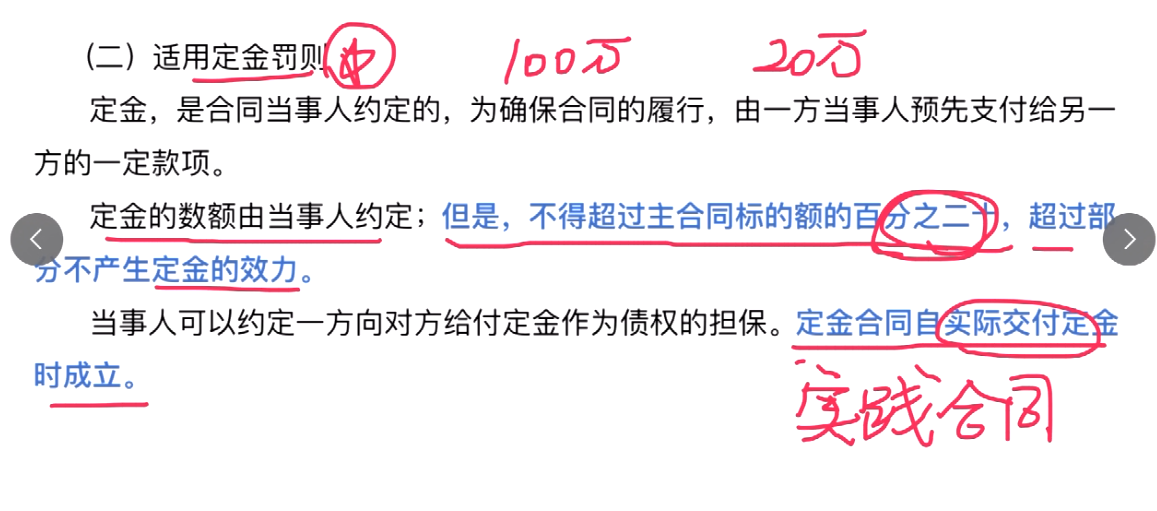 （二）适用定金罚则 100万 20万
定金，是合同当事人约定的，为确保合同的履行，由一方当事人预先支付给另一
方的一定款项。
定金的数额由当事人约定；但是，不得超过主合同标的额的百分之二十，超过部
分不产生定金的效力。
当事人可以约定一方向对方给付定金作为债权的担保。定金合同自实际交付定金
时成立。
实践合同